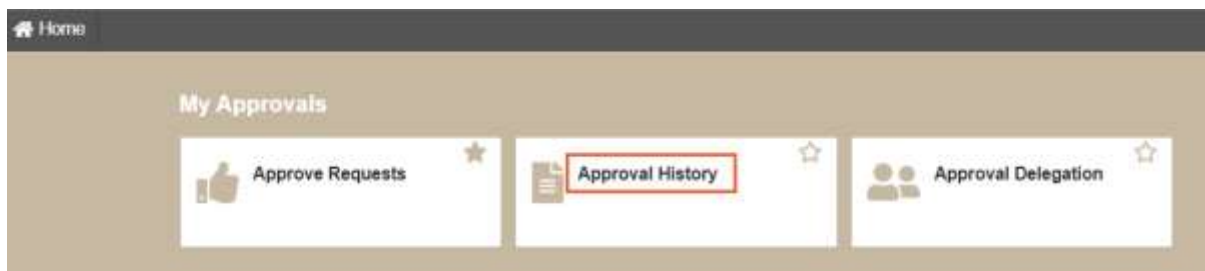 Home
My Approvals
Approve Requests
Approval History
Approval Delegation